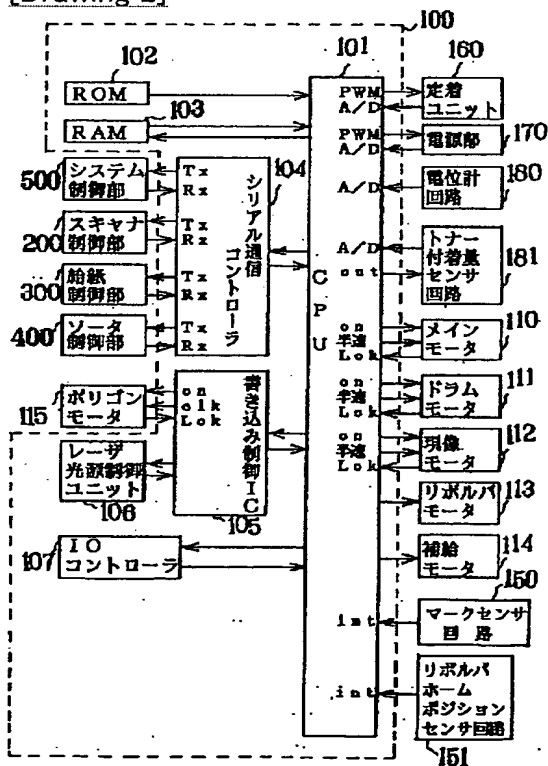 [Drawing 2]
100
102
101
160
ROM
PWM
A/D
定着
ユニット
103
RAM
PWM
A/D
電源部
170
500
システム
制御部
Tx
Rx
104
A/D
電位計
回路
180
200
スキャナ
制御部
Tx
Rx
シリアル通信
コントローラ
A/D
out
トナー
付着量
センサ
回路
181
300
給紙
制御部
Tx
Rx
CPU
400
ソータ
制御部
Tx
Rx
on
半速
Lok
メイン
モータ
110
115
ポリゴン
モータ
on
clk
Lok
書き込み制御IC
on
半速
Lok
ドラム
モータ
111
on
半速
Lok
現像
モータ
112
レーザ
光源制御
ユニット
106
105
リボルバ
モータ
113
107
IO
コントローラ
補給
モータ
114
150
int
マークセンサ
回路
int
リボルバ
ホーム
ポジション
センサ回路
151